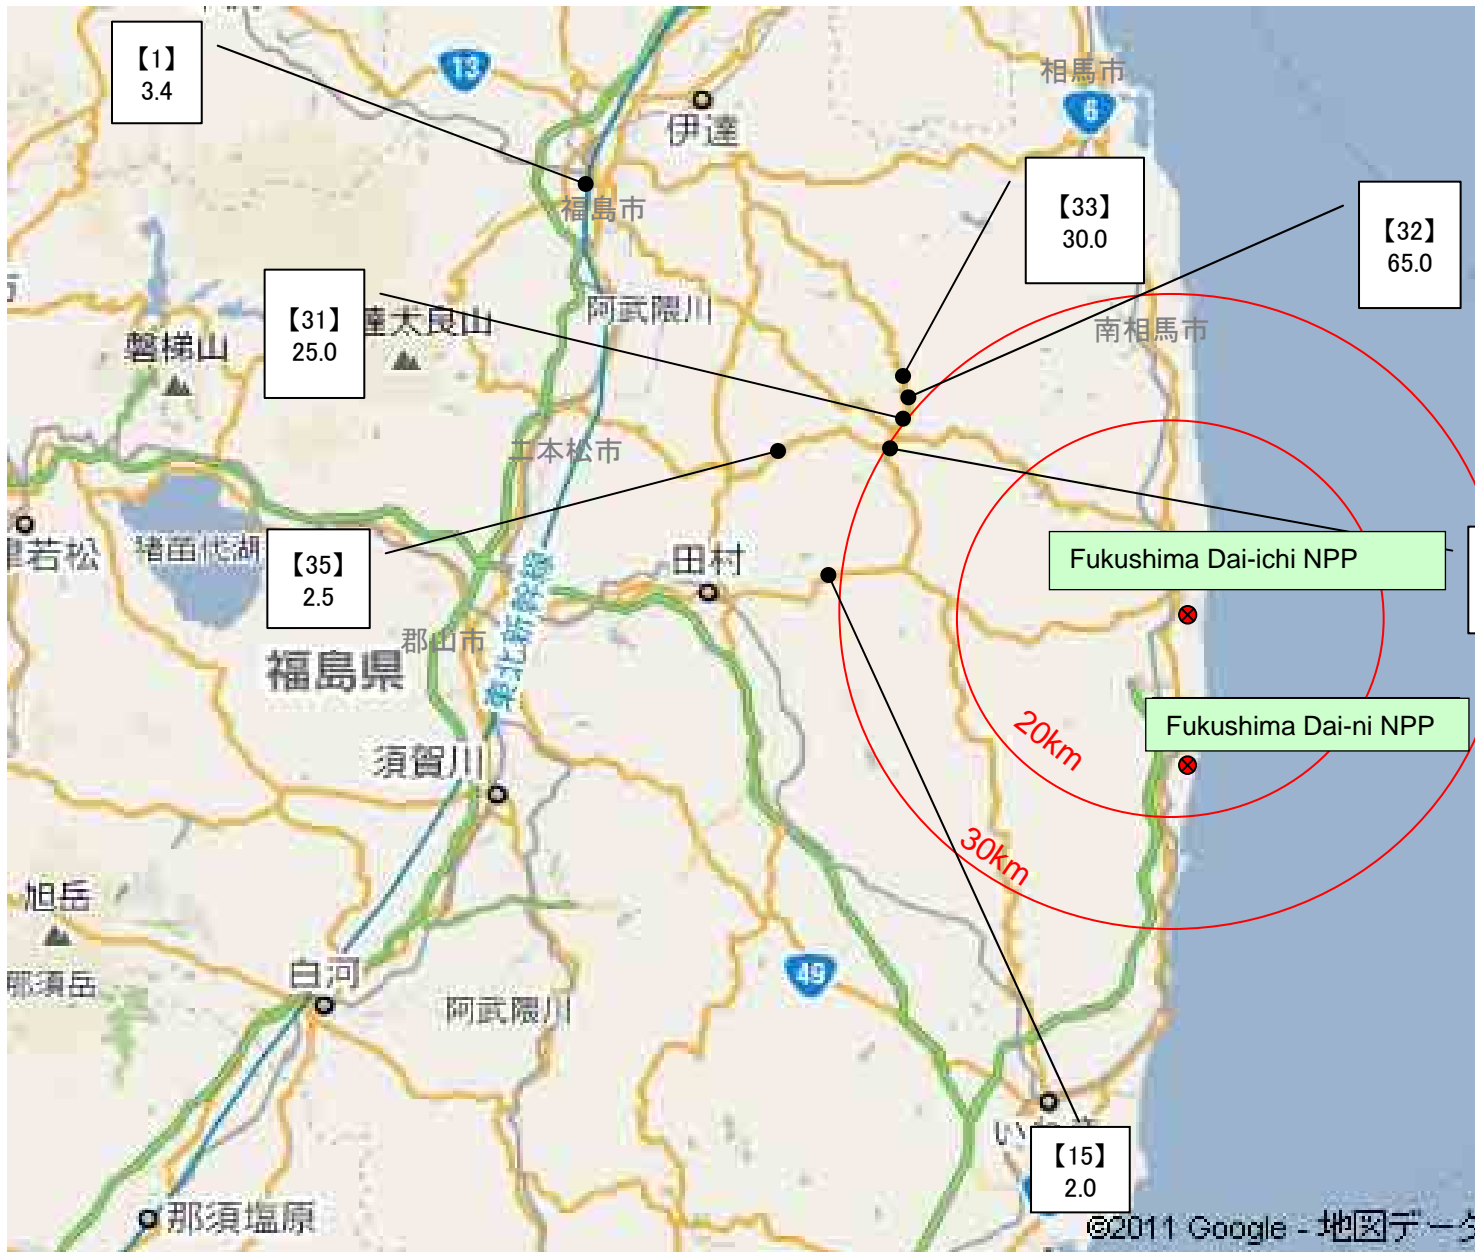 【1】
3.4
13
伊達
相馬市
6
福島市
【33】
30.0
【32】
65.0
【31】
25.0
達太良山
阿武隈川
南相馬市
磐梯山
二本松市
【35】
2.5
若松
猪苗代湖
田村
Fukushima Dai-ichi NPP
東北新幹線
郡山市
福島県
20km
Fukushima Dai-ni NPP
須賀川
30km
旭岳
那須岳
白河
49
阿武隈川
【15】
2.0
那須塩原
©2011 Google - 地図データ